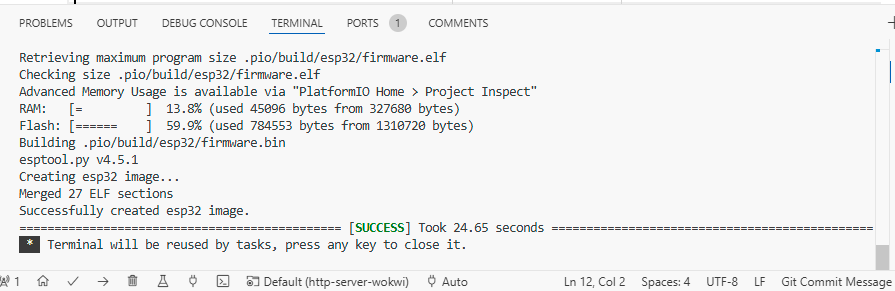 PROBLEMS OUTPUT DEBUG CONSOLE TERMINAL PORTS 1 COMMENTS
Retrieving maximum program size .pio/build/esp32/firmware.elf
Checking size .pio/build/esp32/firmware.elf
Advanced Memory Usage is available via "PlatformIO Home > Project Inspect"
RAM:   [=         ]  13.8% (used 45096 bytes from 327680 bytes)
Flash: [======    ]  59.9% (used 784553 bytes from 1310720 bytes)
Building .pio/build/esp32/firmware.bin
esptool.py v4.5.1
Creating esp32 image...
Merged 27 ELF sections
Successfully created esp32 image.
============================================== [SUCCESS] Took 24.65 seconds ==============================================
* Terminal will be reused by tasks, press any key to close it.
1 Default (http-server-wokwi) Auto Ln 12, Col 2 Spaces: 4 UTF-8 LF Git Commit Message